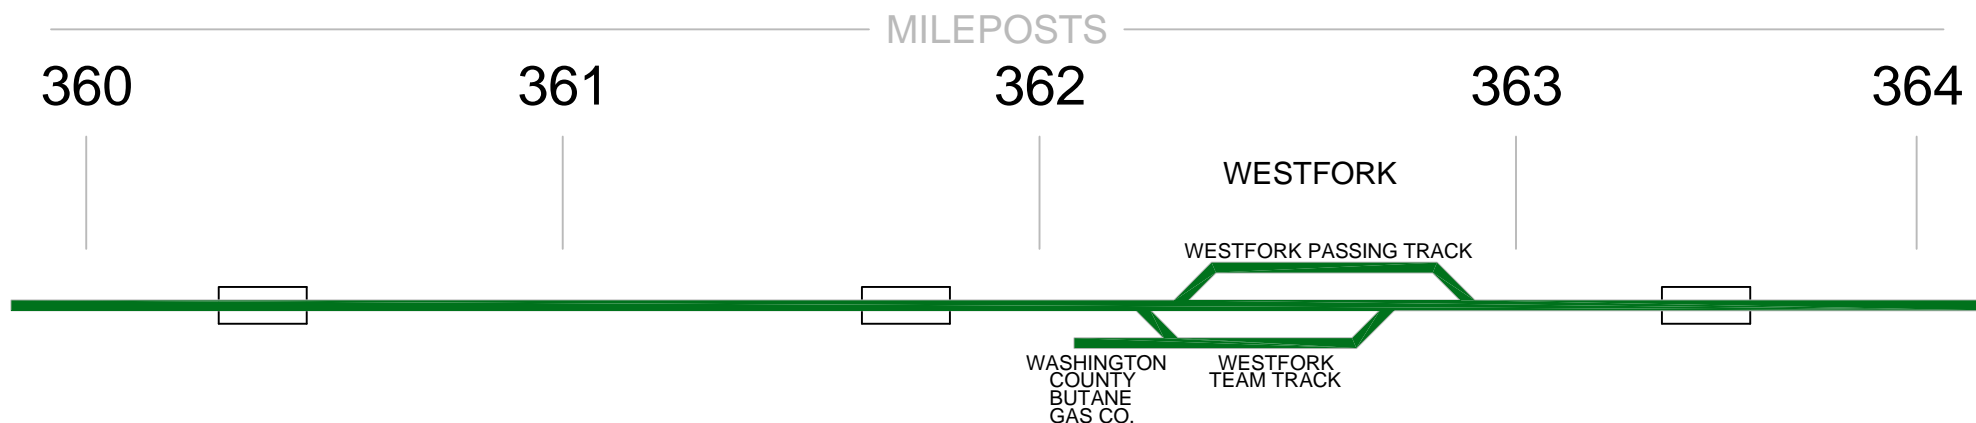 MILEPOSTS
360 361 362 363 364
WESTFORK
WESTFORK PASSING TRACK
WASHINGTON
COUNTY
BUTANE
GAS CO.
WESTFORK
TEAM TRACK